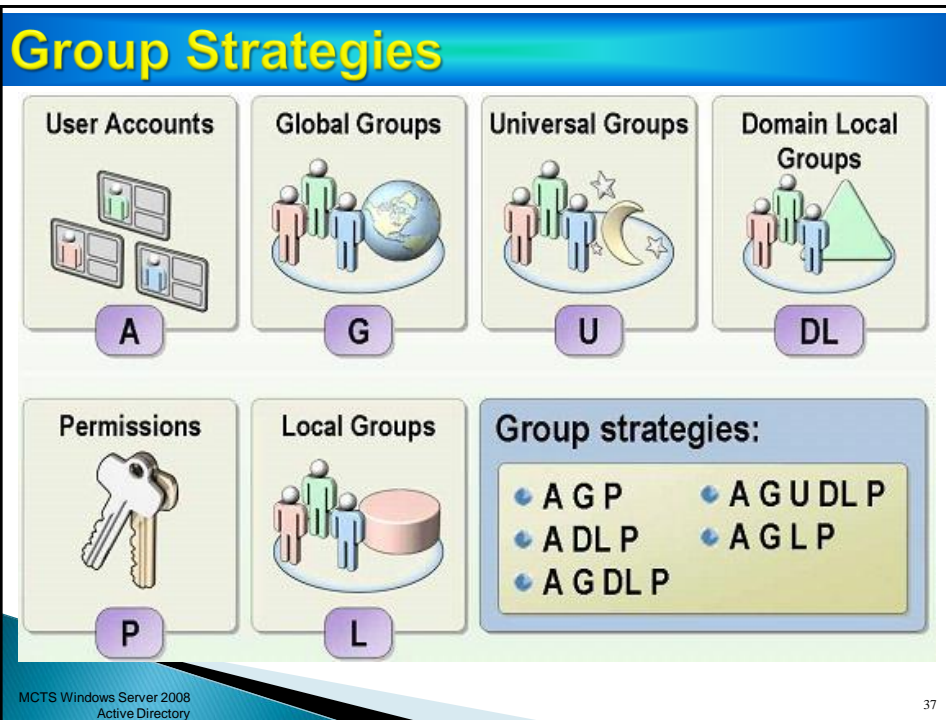 Group Strategies
User Accounts
A
Global Groups
G
Universal Groups
U
Domain Local
Groups
DL
Permissions
P
Local Groups
L
Group strategies:
A G P
A DL P
A G DL P
A G U DL P
A G L P
MCTS Windows Server 2008
Active Directory
37